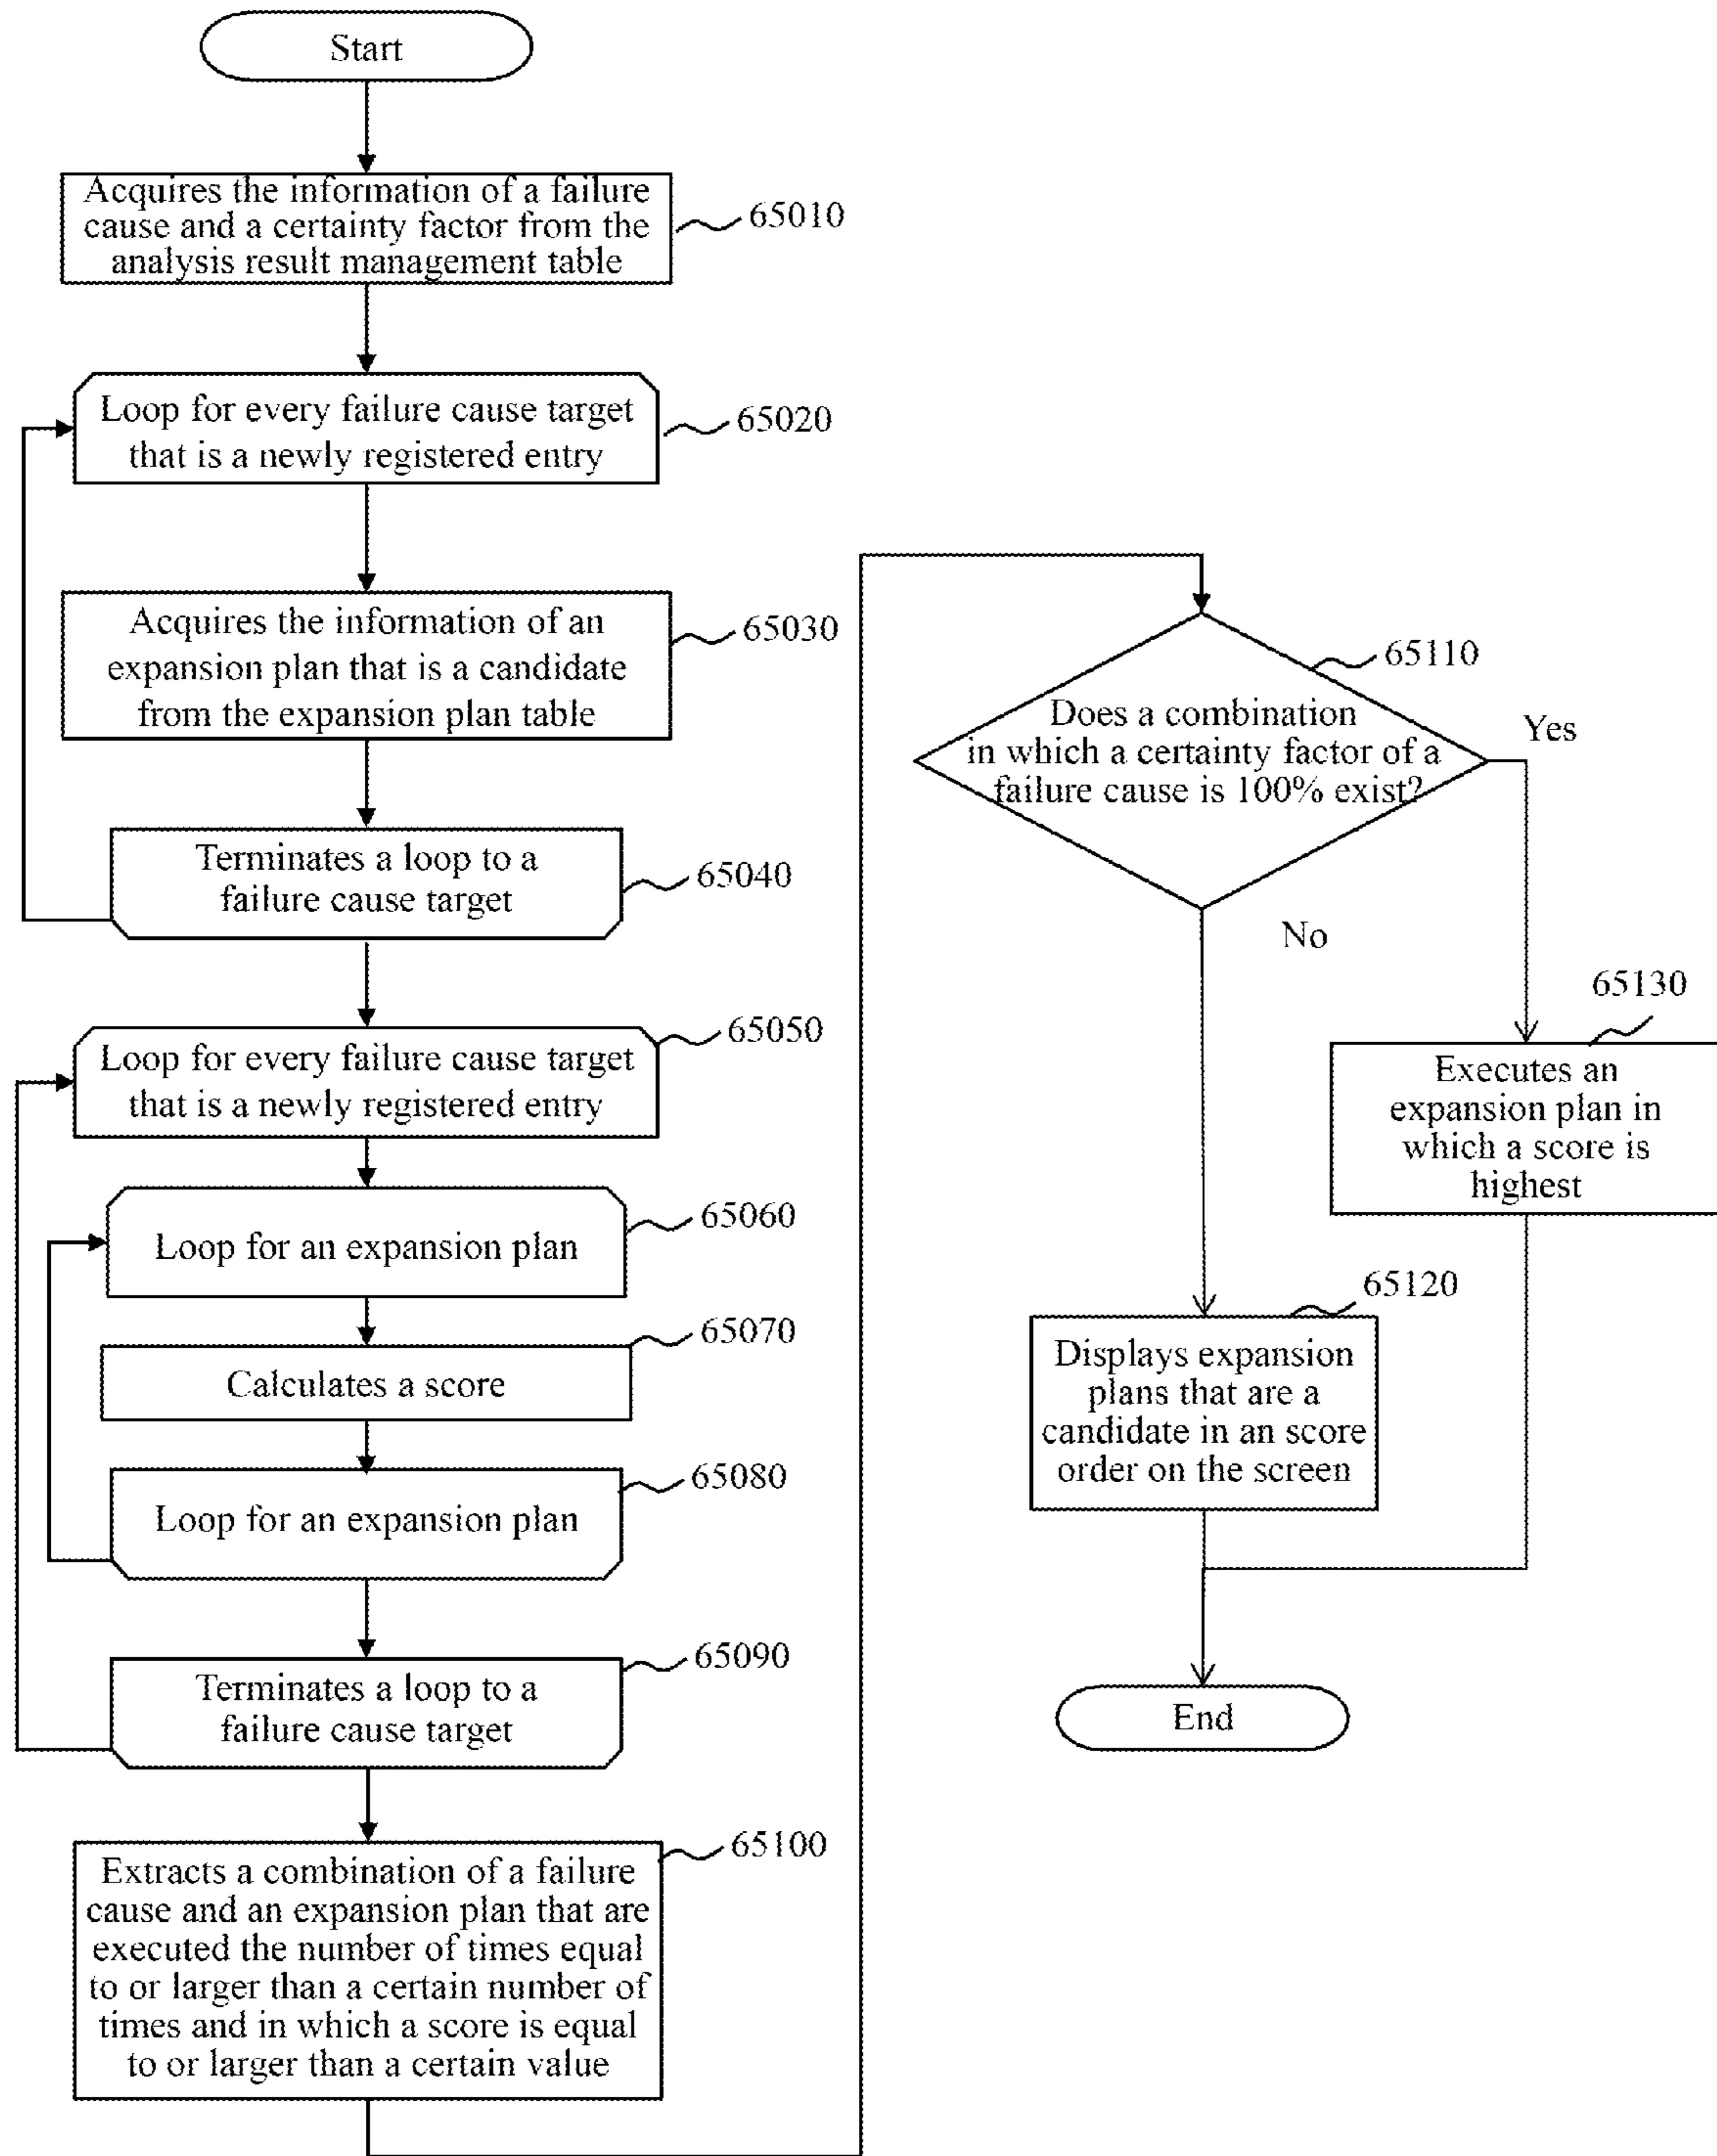 Start
Acquires the information of a failure
cause and a certainty factor from the
analysis result management table
65010
Loop for every failure cause target
that is a newly registered entry
65020
Acquires the information of an
expansion plan that is a candidate
from the expansion plan table
65030
Terminates a loop to a
failure cause target
65040
Loop for every failure cause target
that is a newly registered entry
65050
Loop for an expansion plan
65060
Calculates a score
65070
Loop for an expansion plan
65080
Terminates a loop to a
failure cause target
65090
Extracts a combination of a failure
cause and an expansion plan that are
executed the number of times equal
to or larger than a certain number of
times and in which a score is equal
to or larger than a certain value
65100
Does a combination
in which a certainty factor of a
failure cause is 100% exist?
65110
Yes
No
65130
Executes an
expansion plan in
which a score is
highest
65120
Displays expansion
plans that are a
candidate in an score
order on the screen
End